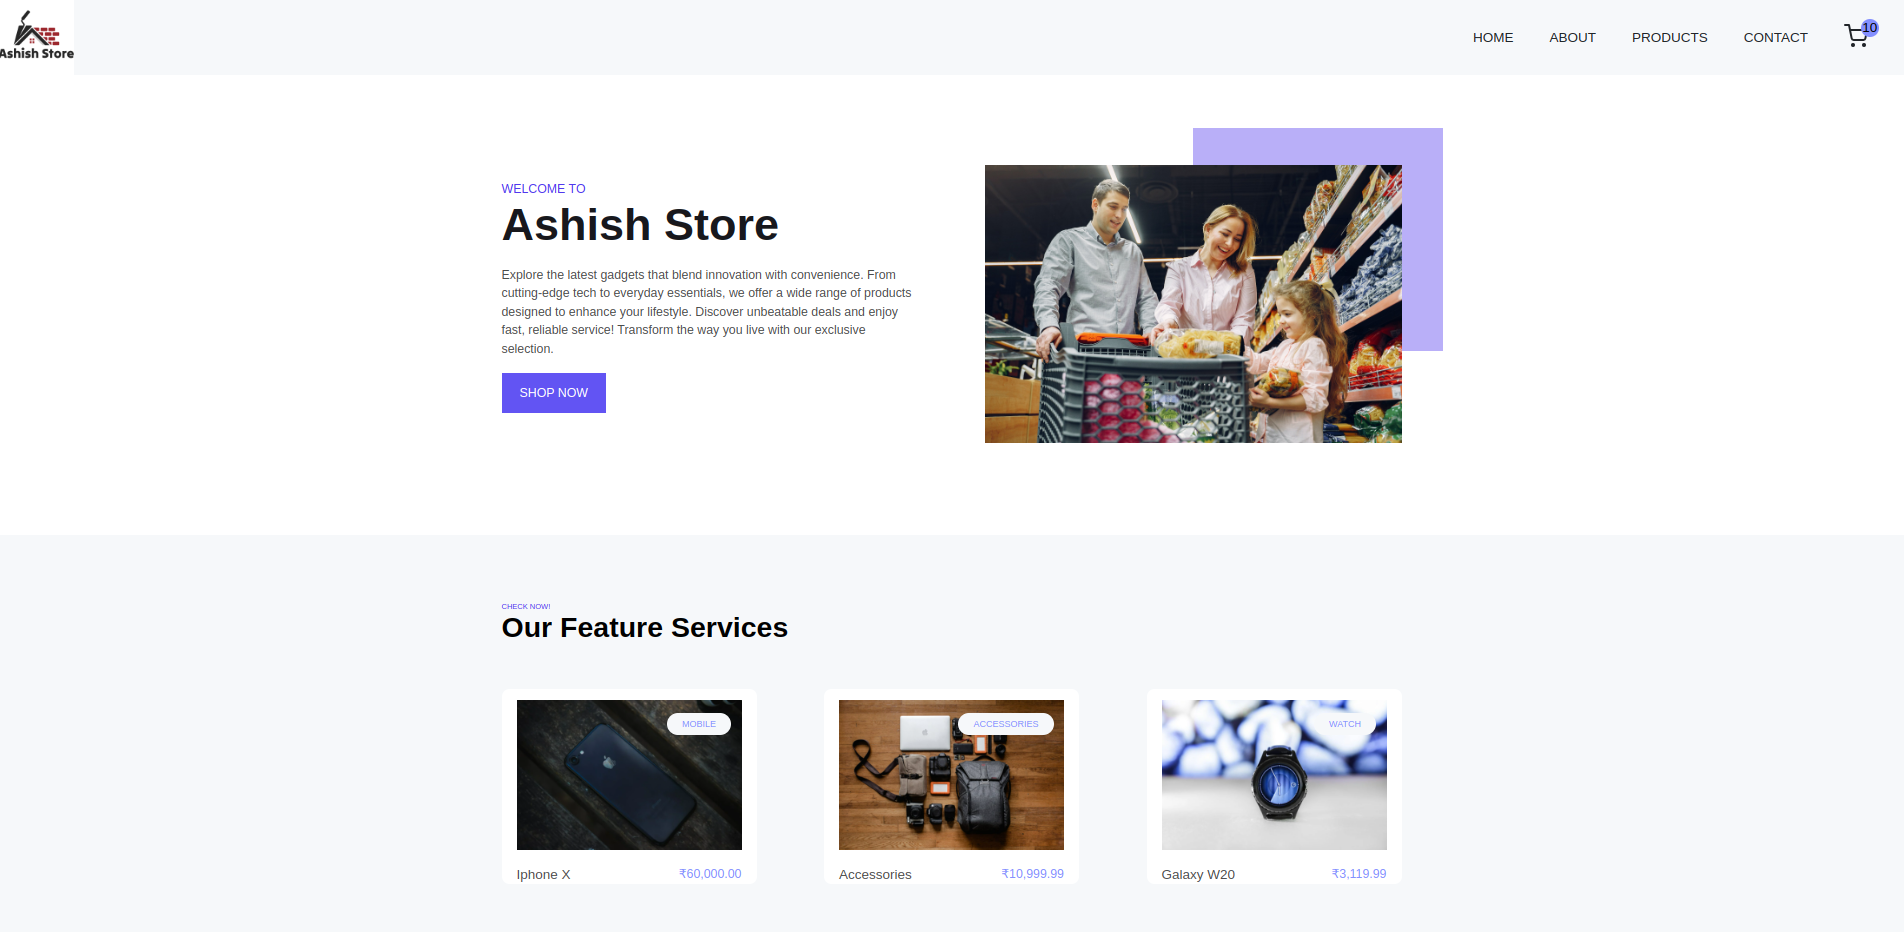 Ashish Store
HOME ABOUT PRODUCTS CONTACT 10
WELCOME TO
Ashish Store
Explore the latest gadgets that blend innovation with convenience. From
cutting-edge tech to everyday essentials, we offer a wide range of products
designed to enhance your lifestyle. Discover unbeatable deals and enjoy
fast, reliable service! Transform the way you live with our exclusive
selection.
SHOP NOW
CHECK NOW!
Our Feature Services
MOBILE
Iphone X ₹60,000.00
ACCESSORIES
Accessories ₹10,999.99
WATCH
Galaxy W20 ₹3,119.99